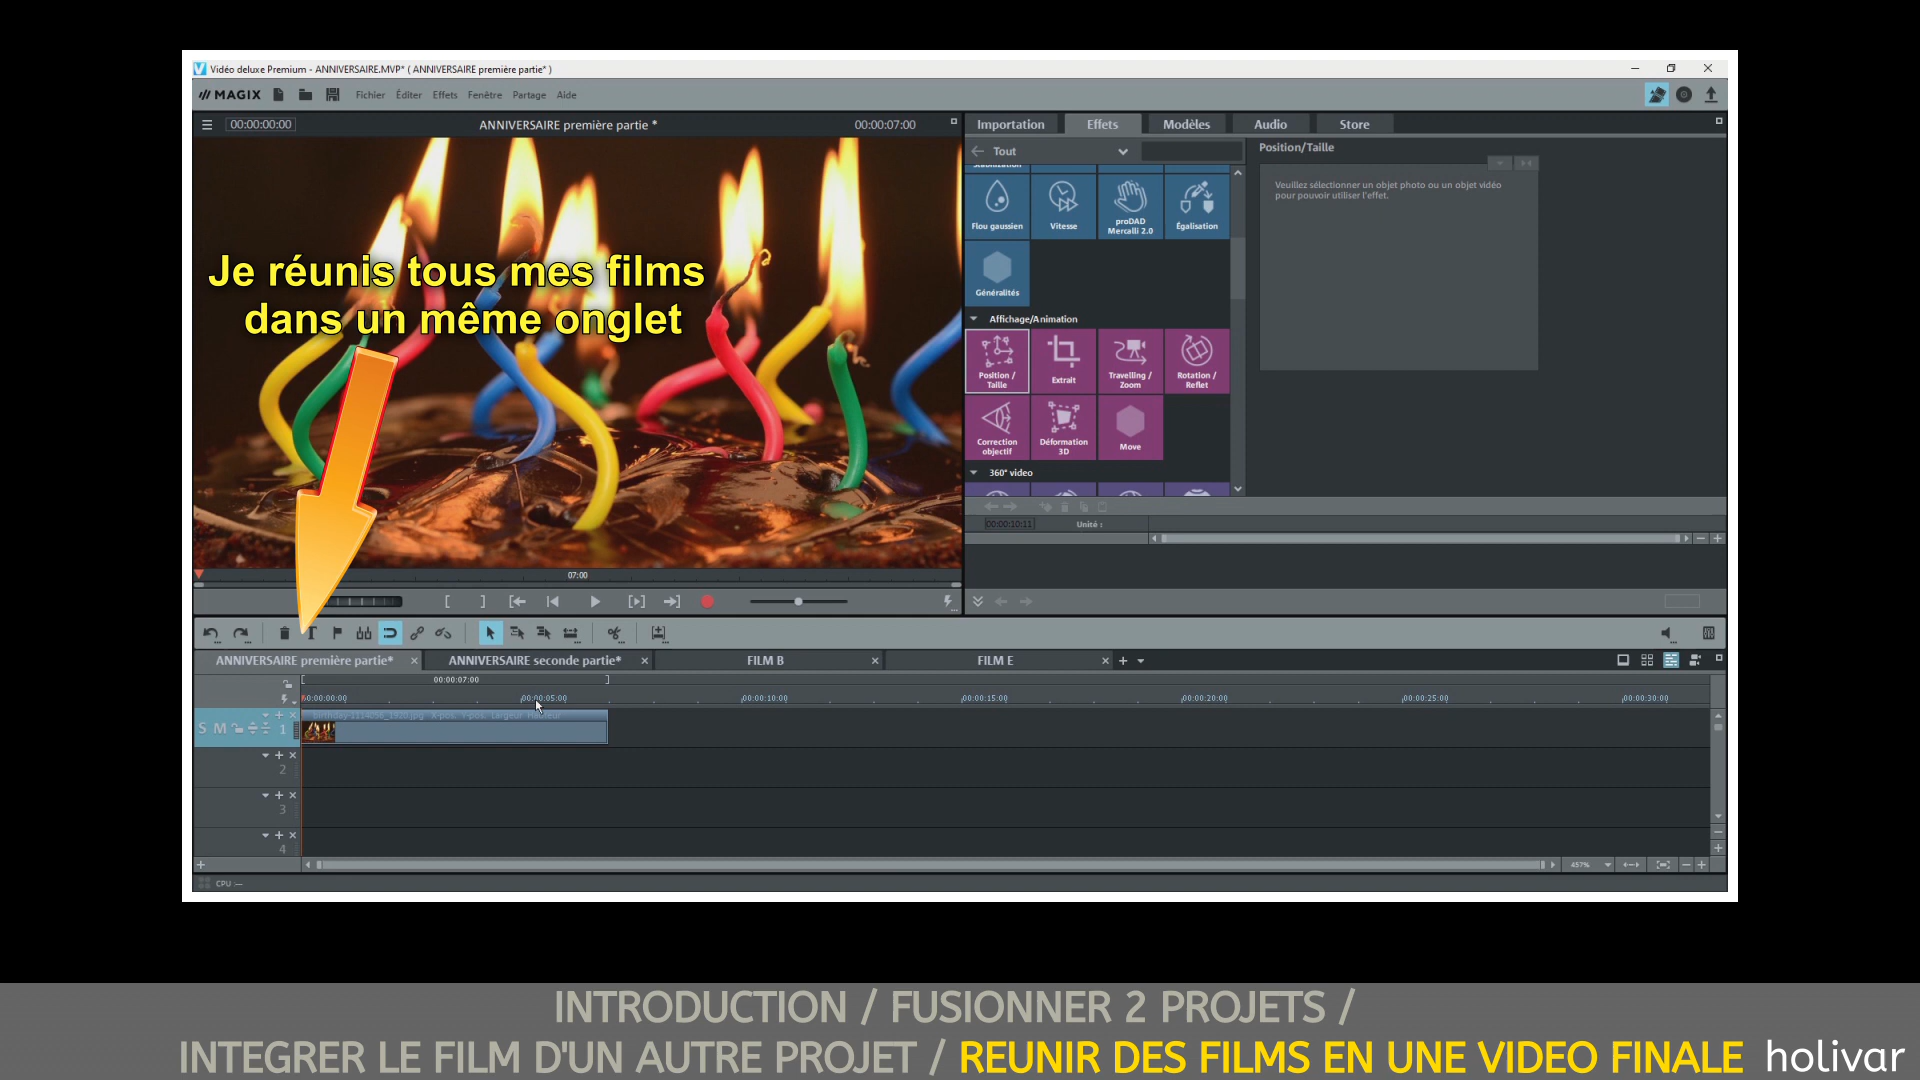 Vidéo deluxe Premium - ANNIVERSAIRE.MVP* ( ANNIVERSAIRE première partie* )
MAGIX Fichier Éditer Effets Fenêtre Partage Aide
00:00:00:00 ANNIVERSAIRE première partie * 00:00:07:00
Importation Effets Modèles Audio Store
Tout
Position/Taille
Stabilisation
Veuillez sélectionner un objet photo ou un objet vidéo
pour pouvoir utiliser l'effet.
Flou gaussien Vitesse proDAD Mercalli 2.0 Égalisation
Généralités
Je réunis tous mes films
dans un même onglet
Affichage/Animation
Position / Taille Extrait Travelling / Zoom Rotation / Reflet
Correction objectif Déformation 3D Move
360° video
00:00:10:11 Unité :
07:00
ANNIVERSAIRE première partie* ANNIVERSAIRE seconde partie* FILM B FILM E
00:00:07:00
00:00:00:00 00:00:05:00 00:00:10:00 00:00:15:00 00:00:20:00 00:00:25:00 00:00:30:00
X-pos. Y-pos. Largeur Hauteur
S M 1
2
3
4
457%
CPU : --
INTRODUCTION / FUSIONNER 2 PROJETS /
INTEGRER LE FILM D'UN AUTRE PROJET / REUNIR DES FILMS EN UNE VIDEO FINALE holivar